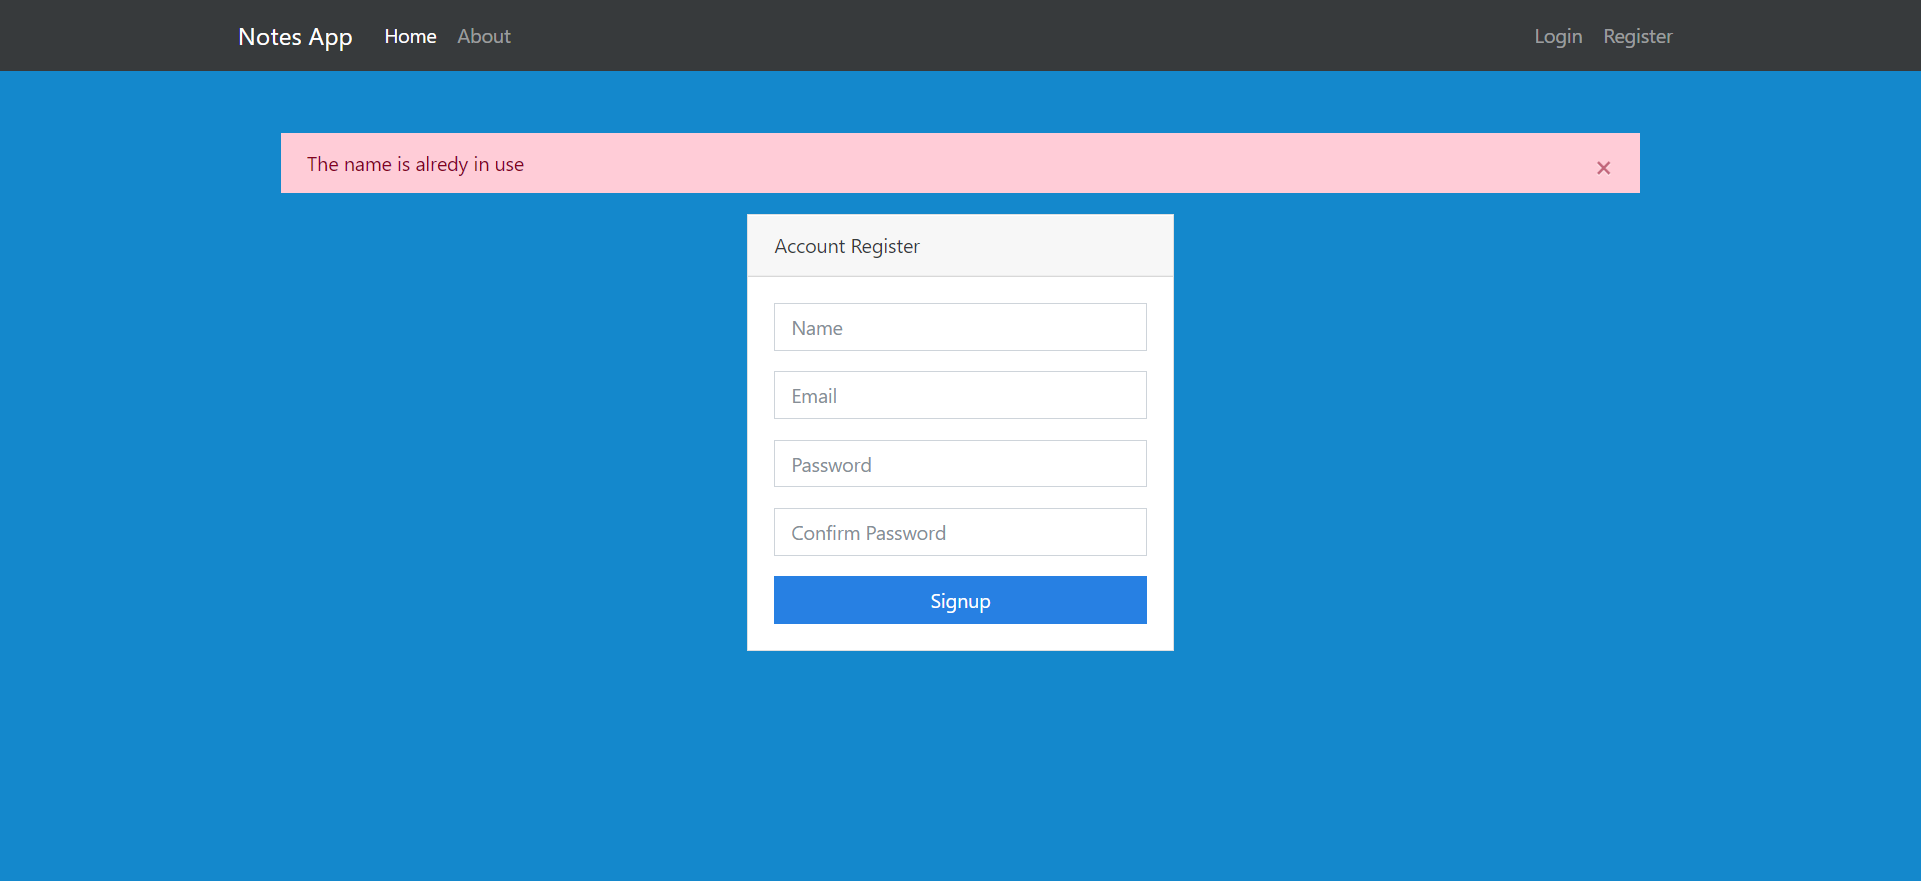 Notes App Home About Login Register
The name is alredy in use ×
Account Register
Name
Email
Password
Confirm Password
Signup